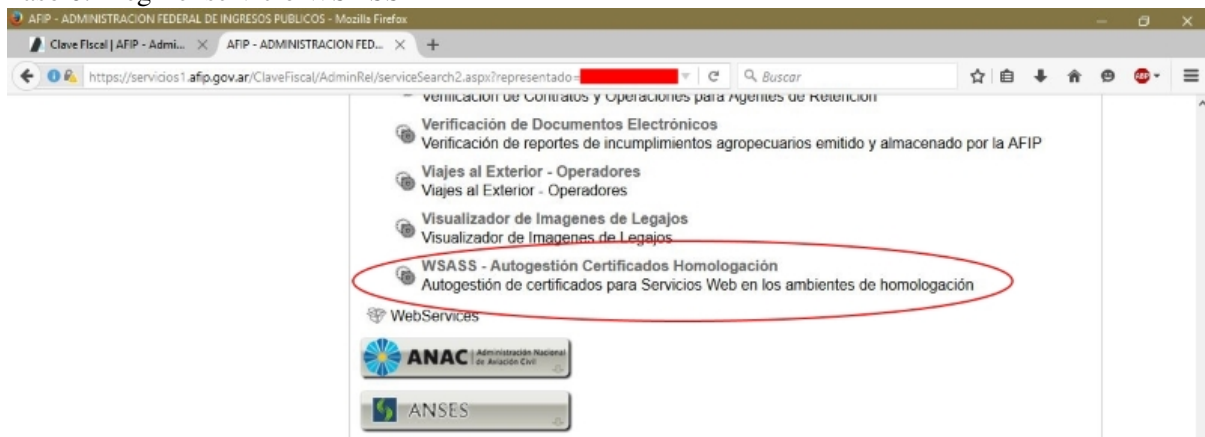 AFIP - ADMINISTRACION FEDERAL DE INGRESOS PUBLICOS - Mozilla Firefox
Clave Fiscal | AFIP - Admi...
AFIP - ADMINISTRACION FED...
https://servicios1.afip.gov.ar/ClaveFiscal/AdminRel/serviceSearch2.aspx?representado=
Buscar
ABP
Verificación de Contratos y Operaciones para Agentes de Retención
Verificación de Documentos Electrónicos
Verificación de reportes de incumplimientos agropecuarios emitido y almacenado por la AFIP
Viajes al Exterior - Operadores
Viajes al Exterior - Operadores
Visualizador de Imagenes de Legajos
Visualizador de Imagenes de Legajos
WSASS - Autogestión Certificados Homologación
Autogestión de certificados para Servicios Web en los ambientes de homologación
WebServices
ANAC Administración Nacional
de Aviación Civil
ANSES